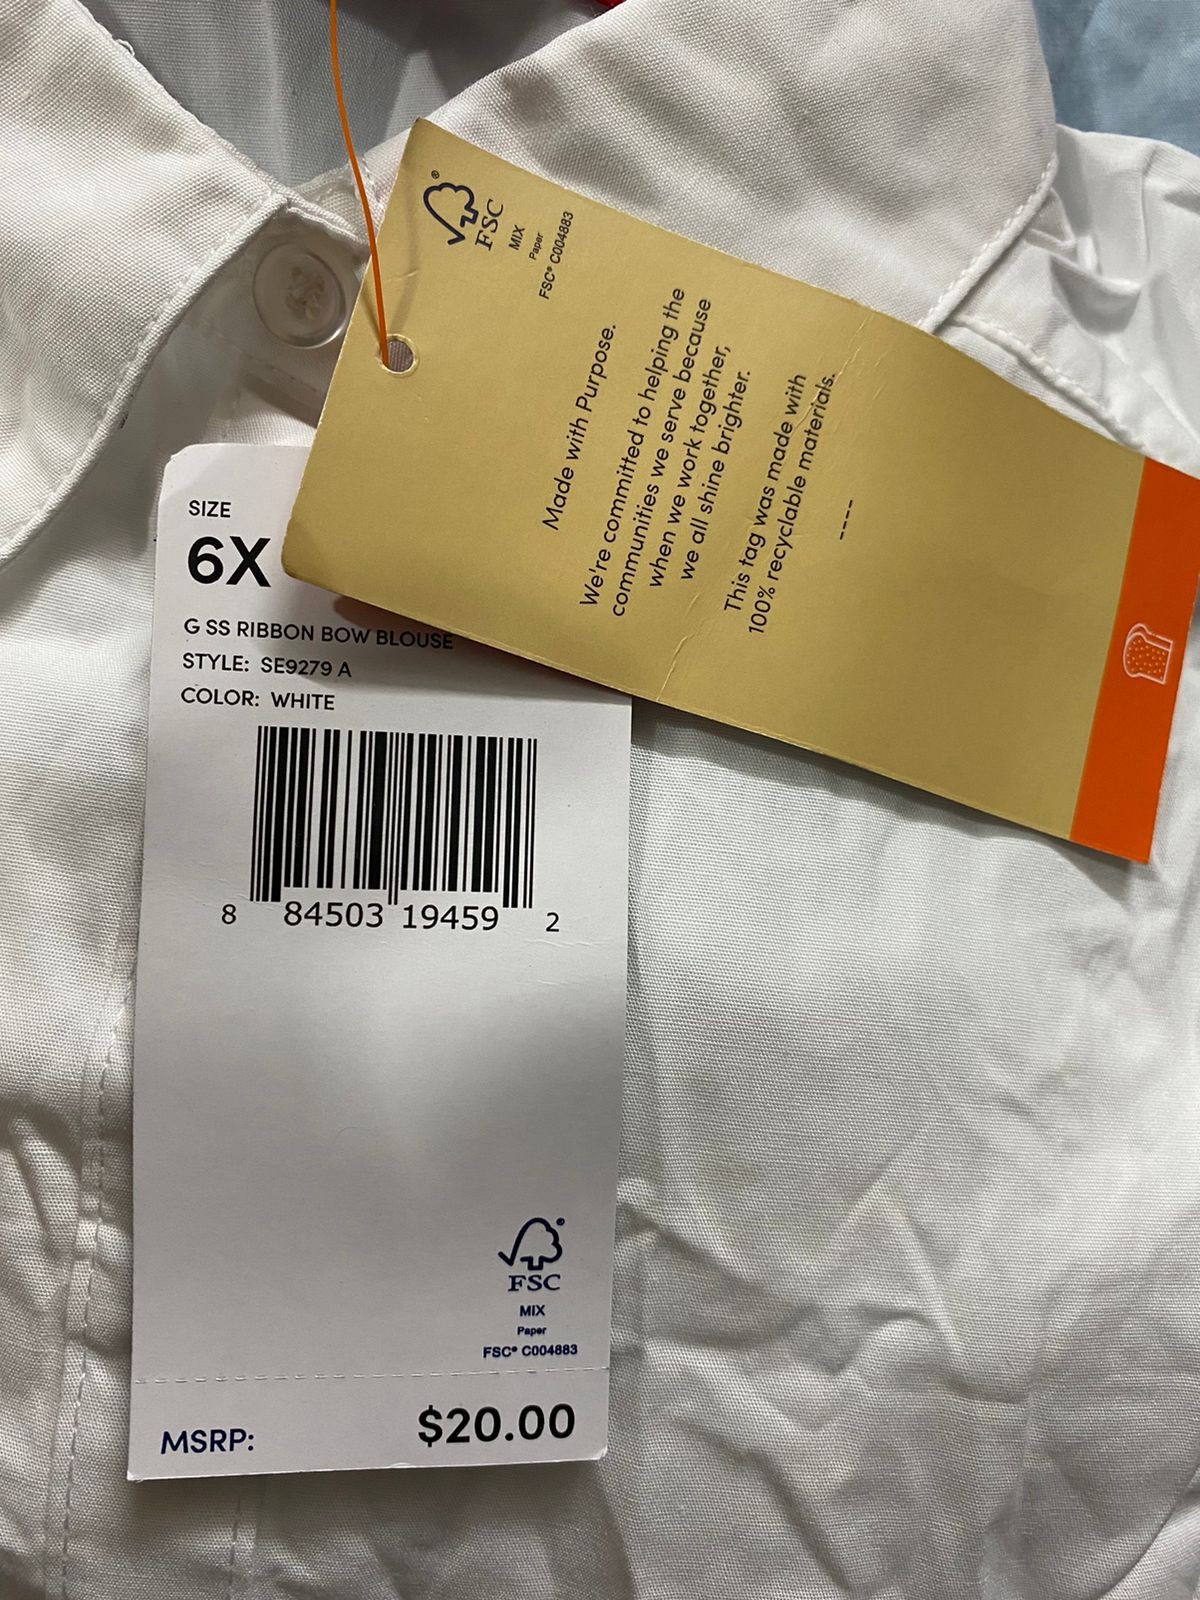 FSC®
MIX
Paper
FSC® C004883
Made with Purpose.
We're committed to helping the
communities we serve because
when we work together,
we all shine brighter.
This tag was made with
100% recyclable materials.
----
SIZE
6X
G SS RIBBON BOW BLOUSE
STYLE: SE9279 A
COLOR: WHITE
8 84503 19459 2
FSC®
MIX
Paper
FSC® C004883
MSRP: $20.00